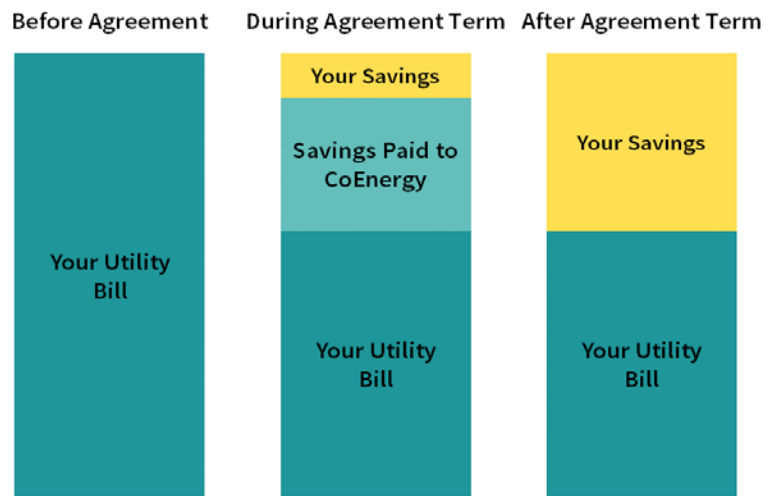 Before Agreement
During Agreement Term
After Agreement Term
Your Utility
Bill
Your Savings
Savings Paid to
CoEnergy
Your Utility
Bill
Your Savings
Your Utility
Bill